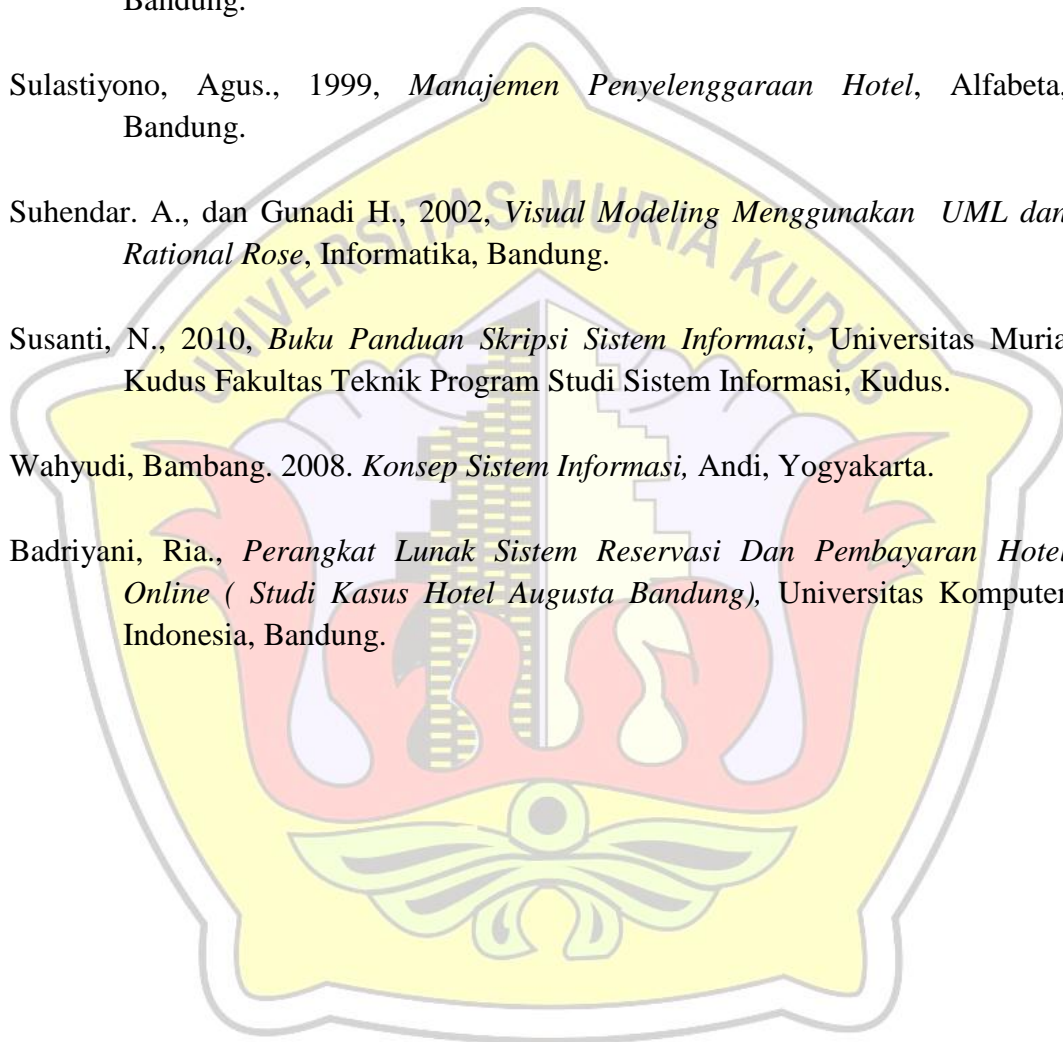 Bandung.
Sulastiyono, Agus., 1999, Manajemen Penyelenggaraan Hotel, Alfabeta,
Bandung.
Suhendar. A., dan Gunadi H., 2002, Visual Modeling Menggunakan UML dan
Rational Rose, Informatika, Bandung.
UNIVERSITAS MURIA KUDUS
Susanti, N., 2010, Buku Panduan Skripsi Sistem Informasi, Universitas Muria
Kudus Fakultas Teknik Program Studi Sistem Informasi, Kudus.
Wahyudi, Bambang. 2008. Konsep Sistem Informasi, Andi, Yogyakarta.
Badriyani, Ria., Perangkat Lunak Sistem Reservasi Dan Pembayaran Hotel
Online ( Studi Kasus Hotel Augusta Bandung), Universitas Komputer
Indonesia, Bandung.